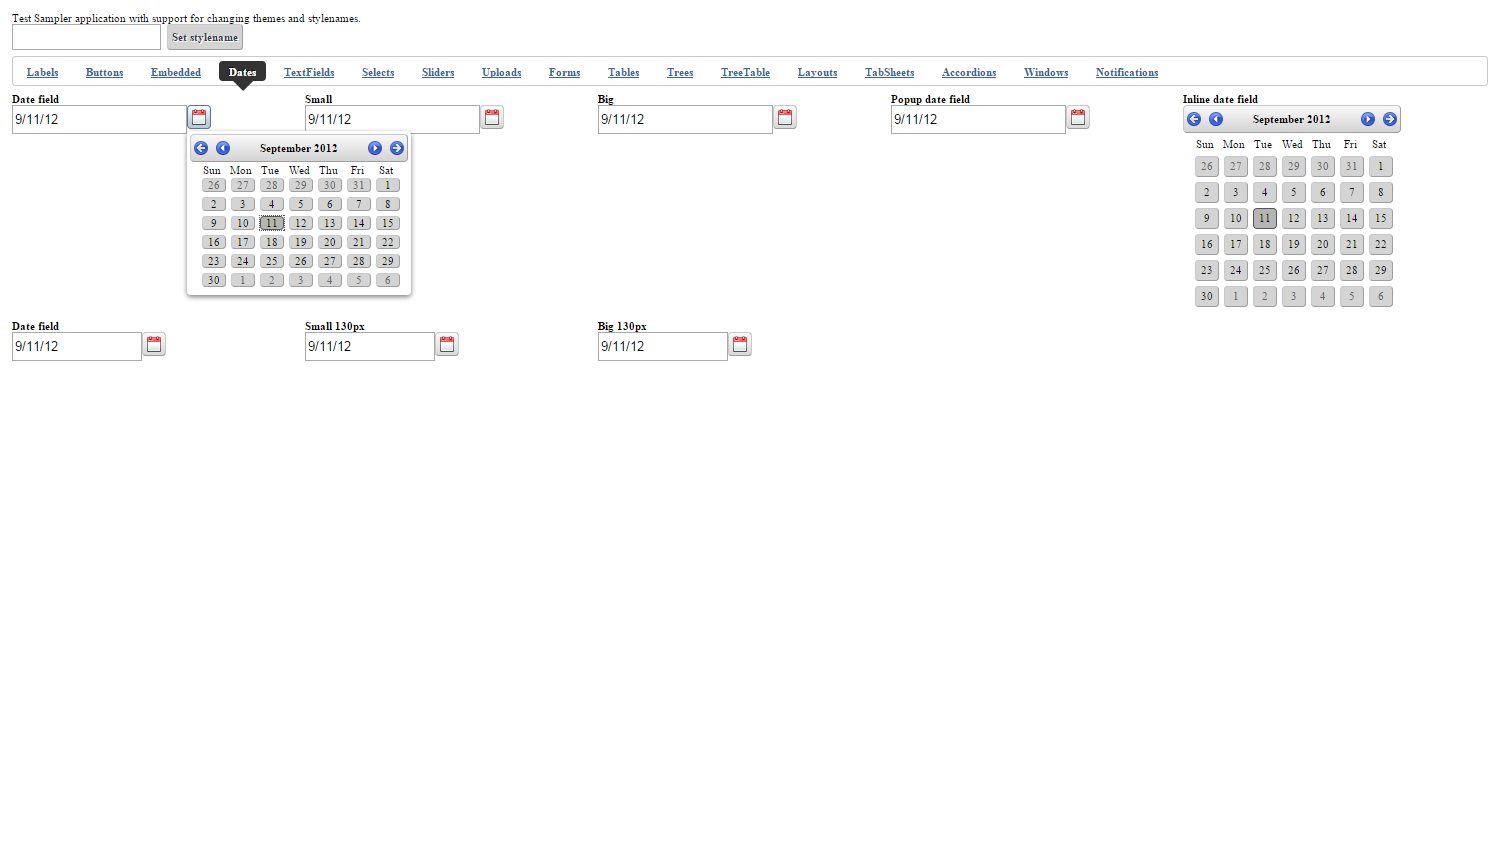 Test Sampler application with support for changing themes and stylenames.
Set stylename
Labels Buttons Embedded Dates TextFields Selects Sliders Uploads Forms Tables Trees TreeTable Layouts TabSheets Accordions Windows Notifications
Date field Small Big Popup date field Inline date field
9/11/12 9/11/12 9/11/12 9/11/12
September 2012
Sun Mon Tue Wed Thu Fri Sat
26 27 28 29 30 31 1
2 3 4 5 6 7 8
9 10 11 12 13 14 15
16 17 18 19 20 21 22
23 24 25 26 27 28 29
30 1 2 3 4 5 6
September 2012
Sun Mon Tue Wed Thu Fri Sat
26 27 28 29 30 31 1
2 3 4 5 6 7 8
9 10 11 12 13 14 15
16 17 18 19 20 21 22
23 24 25 26 27 28 29
30 1 2 3 4 5 6
Date field Small 130px Big 130px
9/11/12 9/11/12 9/11/12